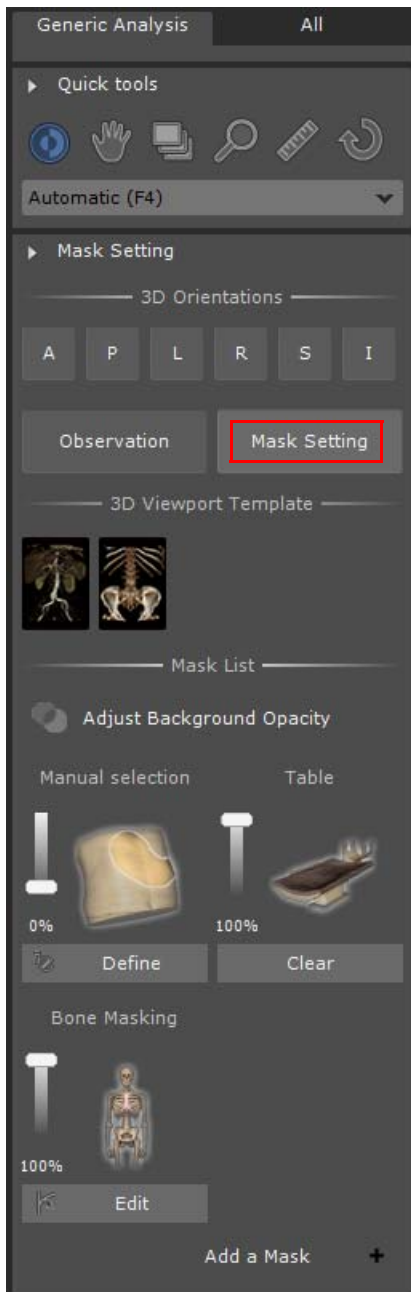 Generic Analysis All
Quick tools
Automatic (F4)
Mask Setting
3D Orientations
A P L R S I
Observation Mask Setting
3D Viewport Template
Mask List
Adjust Background Opacity
Manual selection Table
0% 100%
Define Clear
Bone Masking
100%
Edit
Add a Mask +